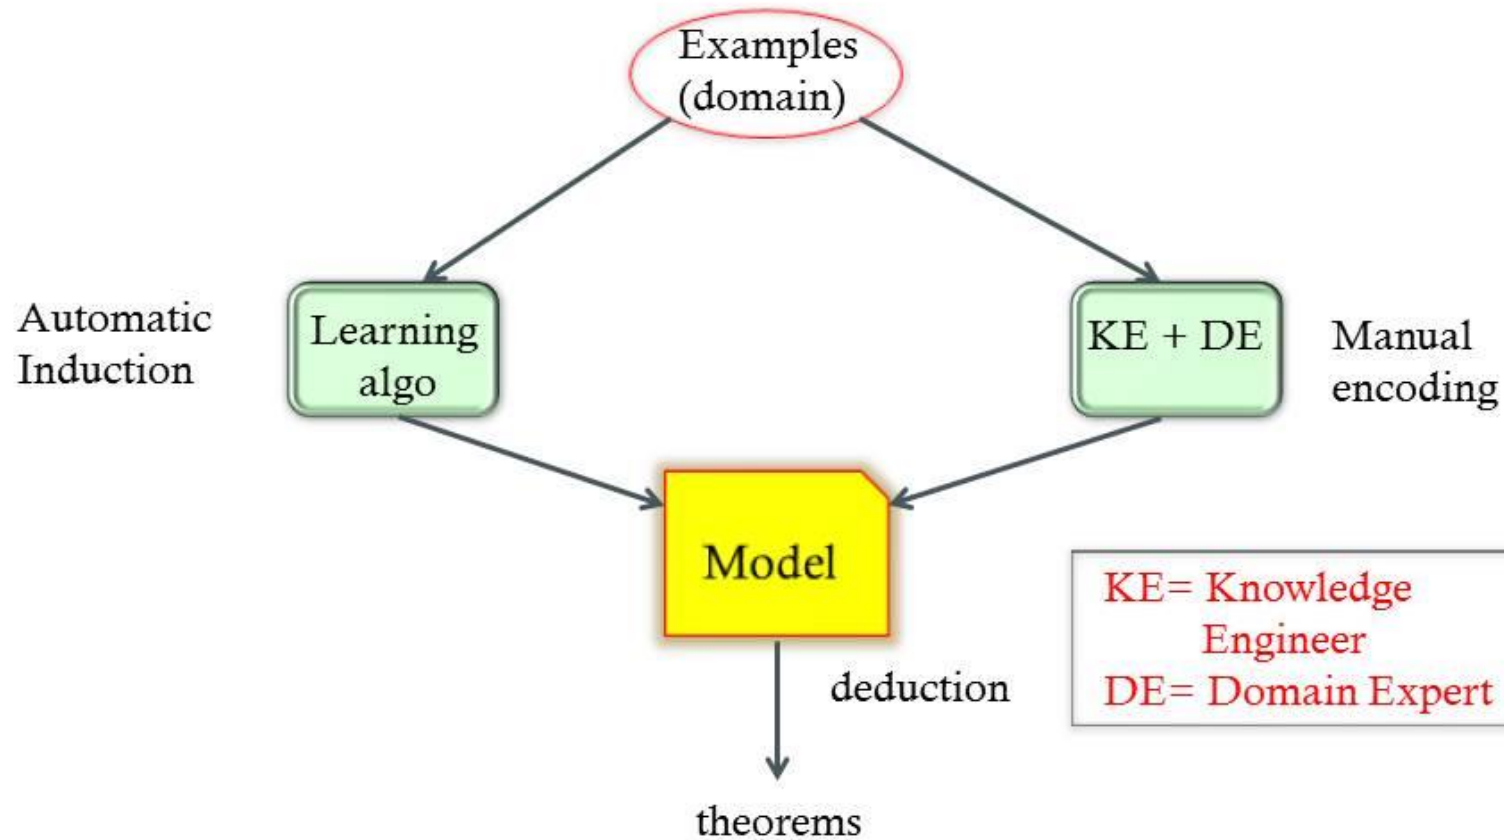 Examples
(domain)
Automatic
Induction
Learning
algo
KE + DE
Manual
encoding
Model
KE= Knowledge
Engineer
DE= Domain Expert
deduction
theorems